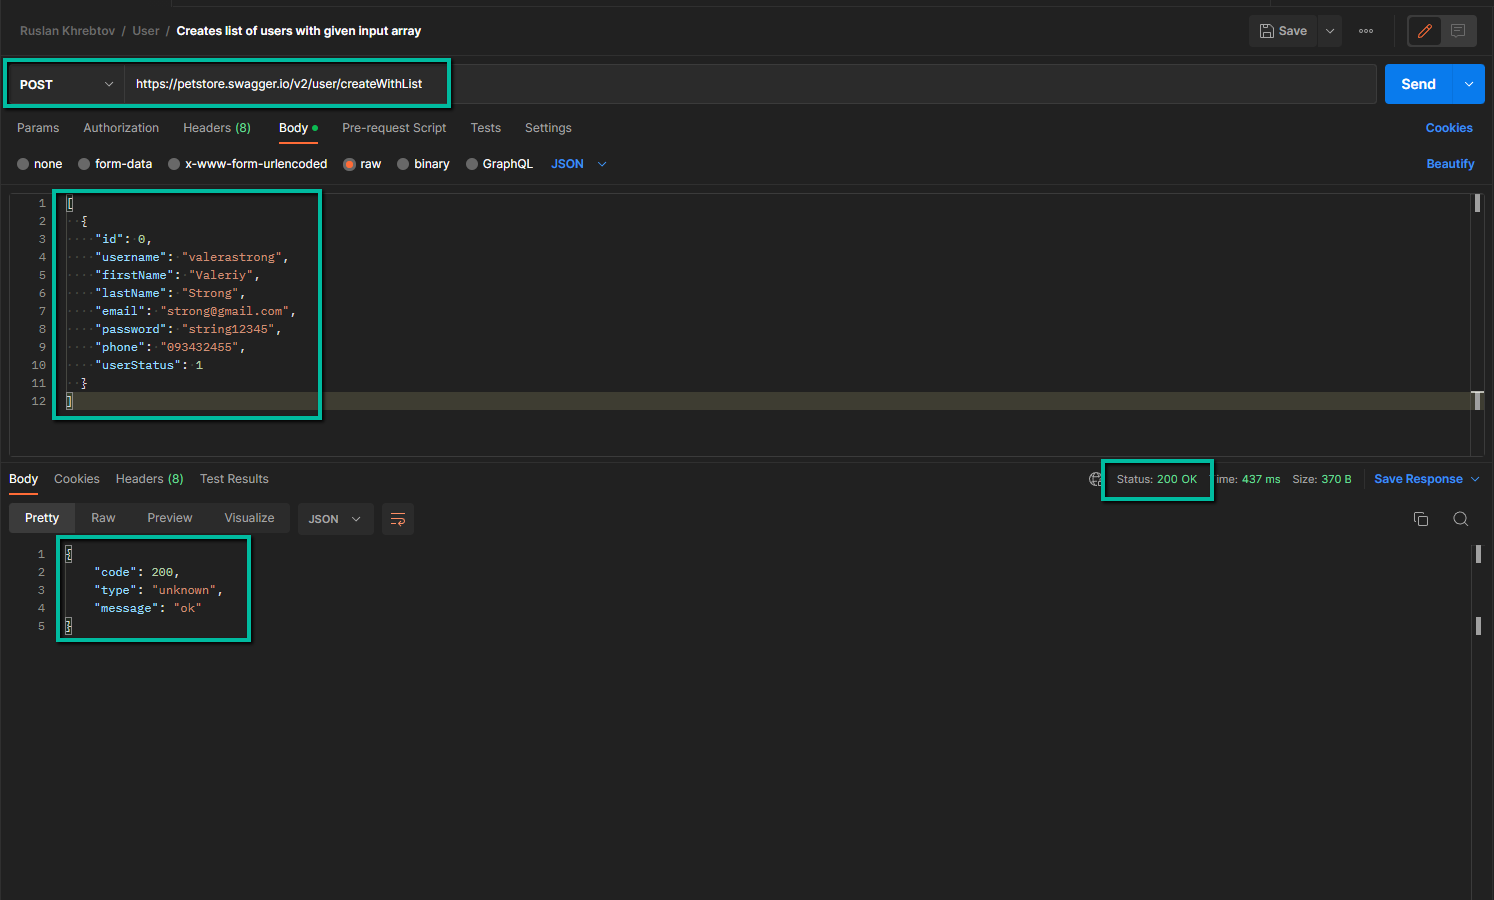 Ruslan Khrebtov / User / Creates list of users with given input array
Save
POST https://petstore.swagger.io/v2/user/createWithList
Send
Params Authorization Headers (8) Body Pre-request Script Tests Settings Cookies
none form-data x-www-form-urlencoded raw binary GraphQL JSON Beautify
1 [
2 {
3 "id": 0,
4 "username": "valerastrong",
5 "firstName": "Valeriy",
6 "lastName": "Strong",
7 "email": "strong@gmail.com",
8 "password": "string12345",
9 "phone": "093432455",
10 "userStatus": 1
11 }
12 ]
Body Cookies Headers (8) Test Results Status: 200 OK ime: 437 ms Size: 370 B Save Response
Pretty Raw Preview Visualize JSON
1 {
2 "code": 200,
3 "type": "unknown",
4 "message": "ok"
5 }